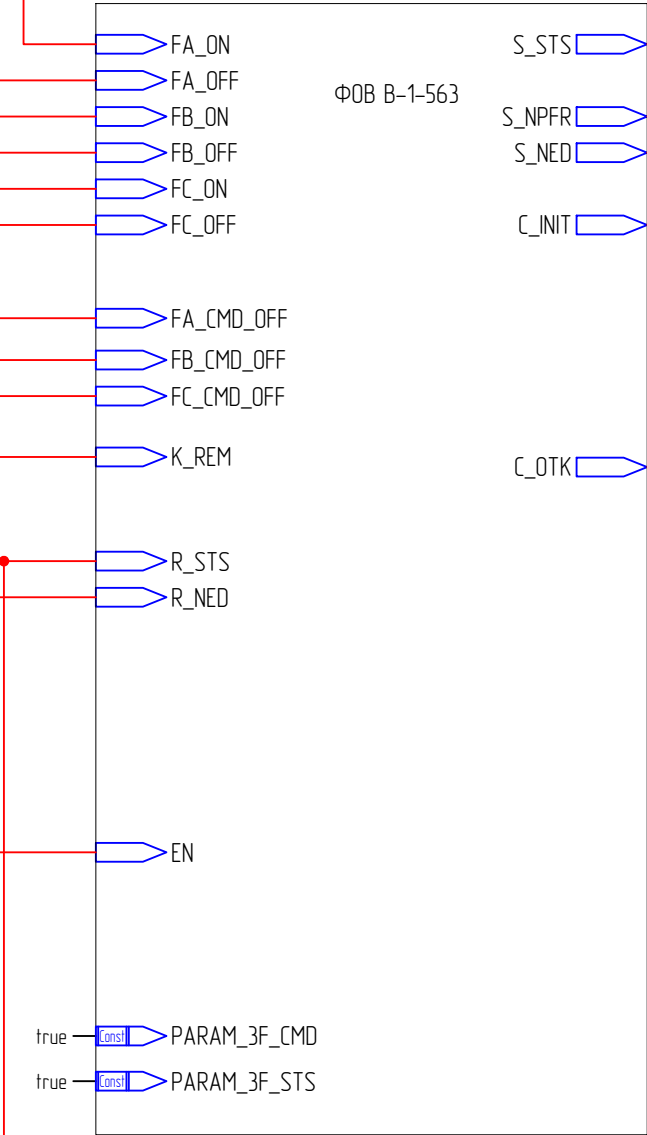 FA_ON
S_STS
FA_OFF
ФОВ В-1-563
FB_ON
S_NPFR
FB_OFF
S_NED
FC_ON
FC_OFF
C_INIT
FA_CMD_OFF
FB_CMD_OFF
FC_CMD_OFF
K_REM
C_OTK
R_STS
R_NED
EN
true Const PARAM_3F_CMD
true Const PARAM_3F_STS